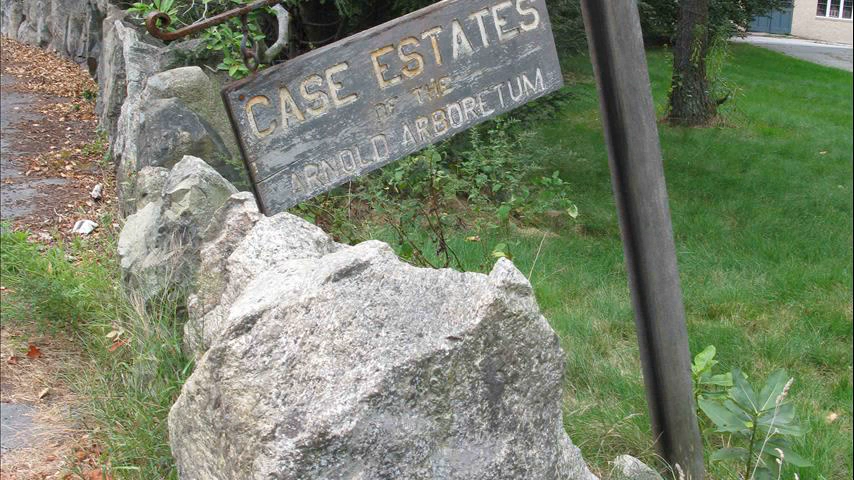 CASE ESTATES
OF THE
ARNOLD ARBORETUM